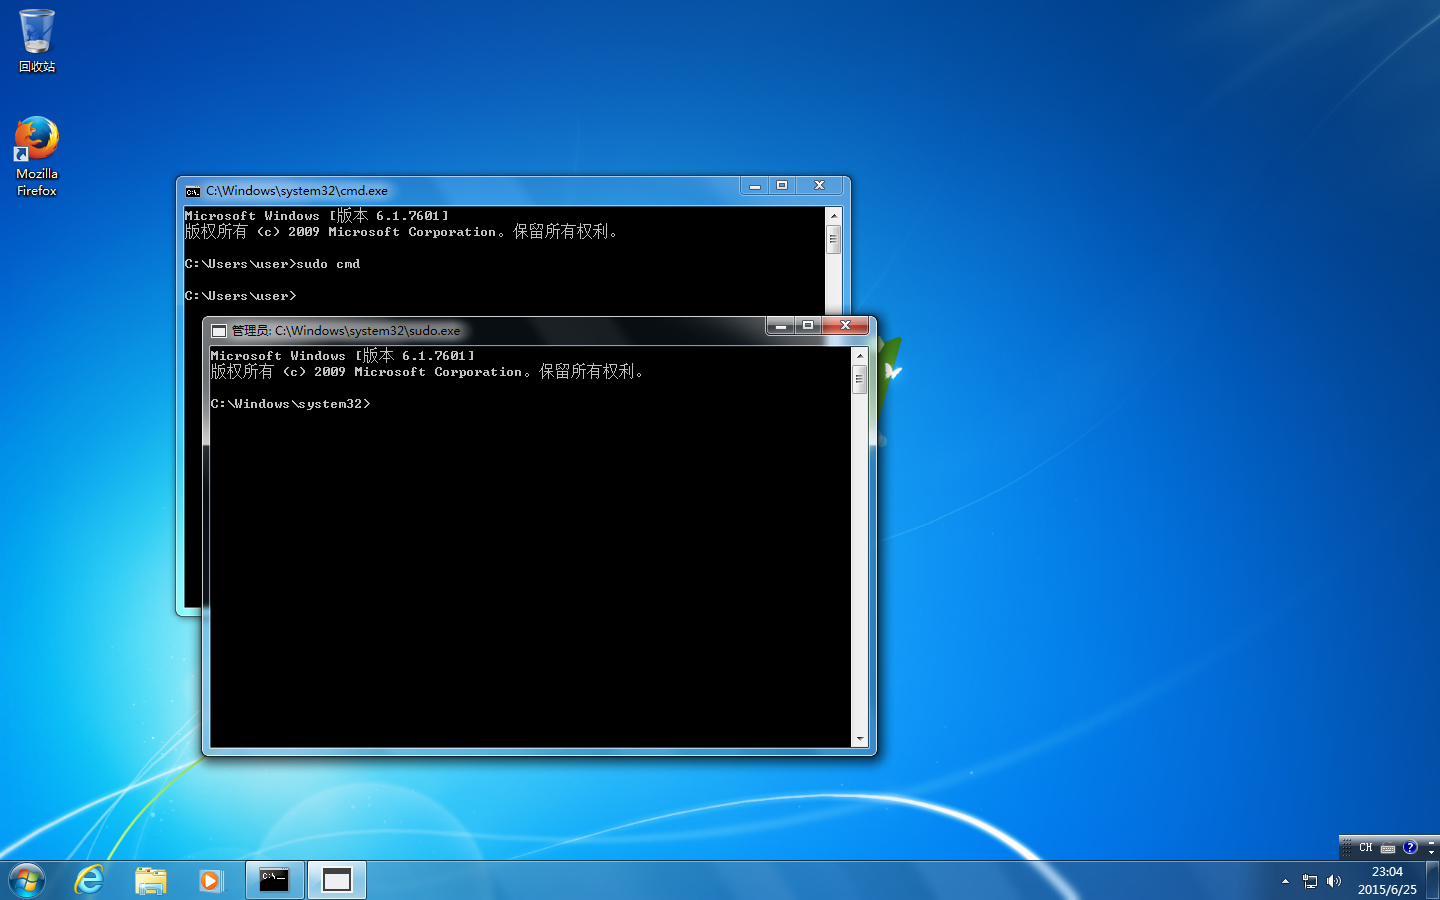 回收站
Mozilla
Firefox
C:\Windows\system32\cmd.exe
Microsoft Windows [版本 6.1.7601]
版权所有 (c) 2009 Microsoft Corporation。保留所有权利。
C:\Users\user>sudo cmd
C:\Users\user>
管理员: C:\Windows\system32\sudo.exe
Microsoft Windows [版本 6.1.7601]
版权所有 (c) 2009 Microsoft Corporation。保留所有权利。
C:\Windows\system32>
CH
23:04
2015/6/25